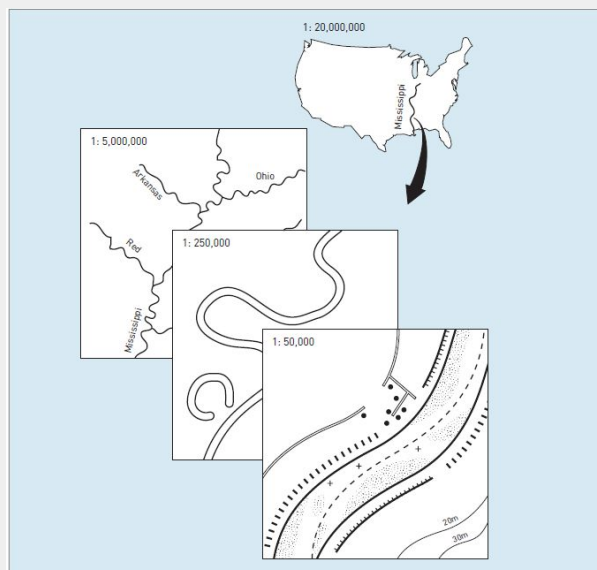 1: 20,000,000
Mississippi
1: 5,000,000
Ohio
Arkansas
Red
Mississippi
1: 250,000
1: 50,000
20m
30m